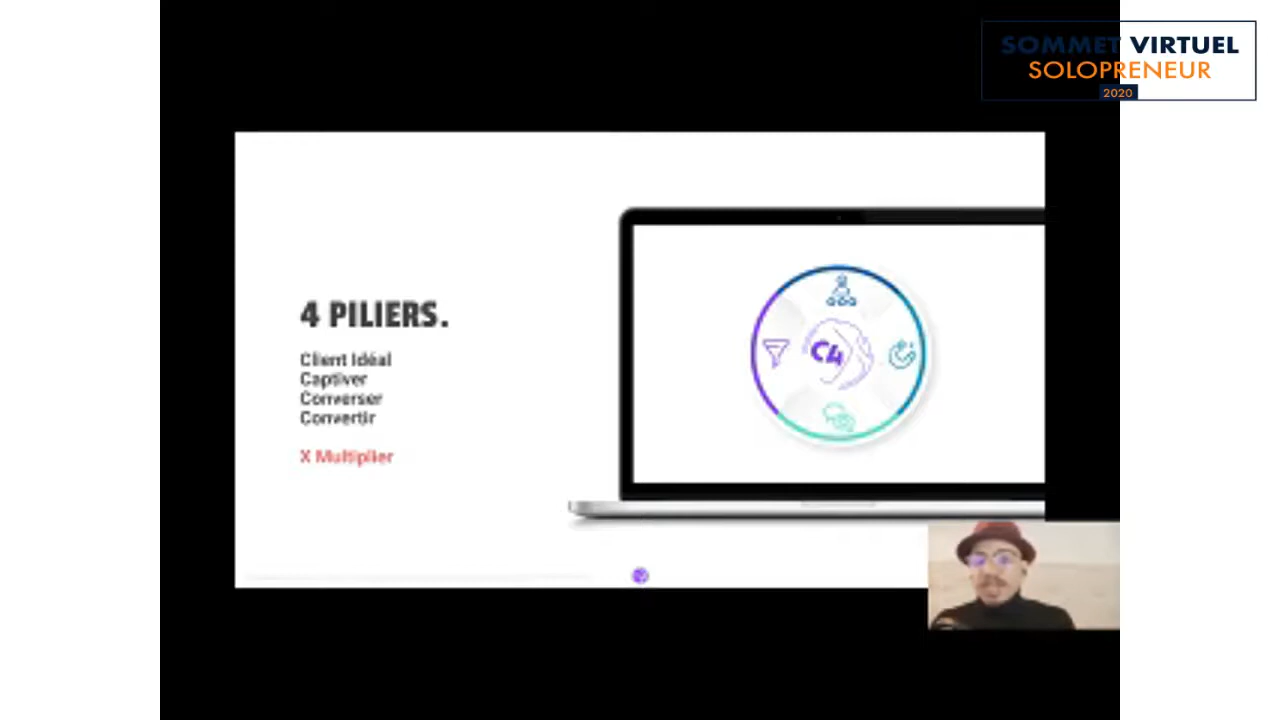 SOMMET VIRTUEL
SOLOPRENEUR
2020
4 PILIERS.
Client Idéal
Captiver
Converser
Convertir
X Multiplier
C4